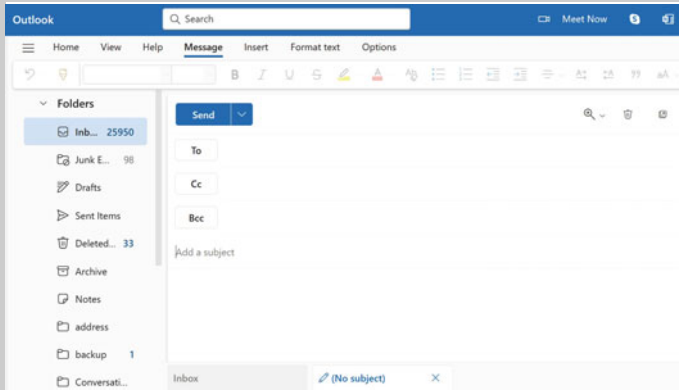 Outlook
Search
Meet Now
Home View Help Message Insert Format text Options
B I U S
Folders
Inb... 25950
Junk E... 98
Drafts
Sent Items
Deleted... 33
Archive
Notes
address
backup 1
Conversati...
Send
To
Cc
Bcc
Add a subject
Inbox
(No subject)